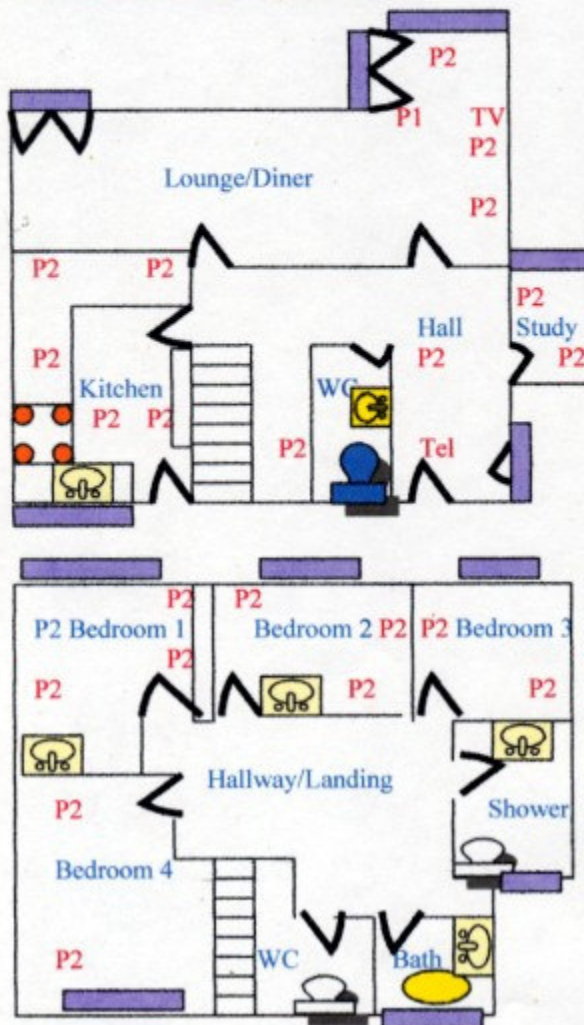 P2
P1 TV
P2
Lounge/Diner
P2
P2 P2
P2
Hall Study
P2 P2 P2
Kitchen WC
P2 P2
P2 Tel
P2 P2
P2 Bedroom 1 Bedroom 2 P2 P2 Bedroom 3
P2
P2 P2 P2
Hallway/Landing
P2 Shower
Bedroom 4
P2 WC Bath